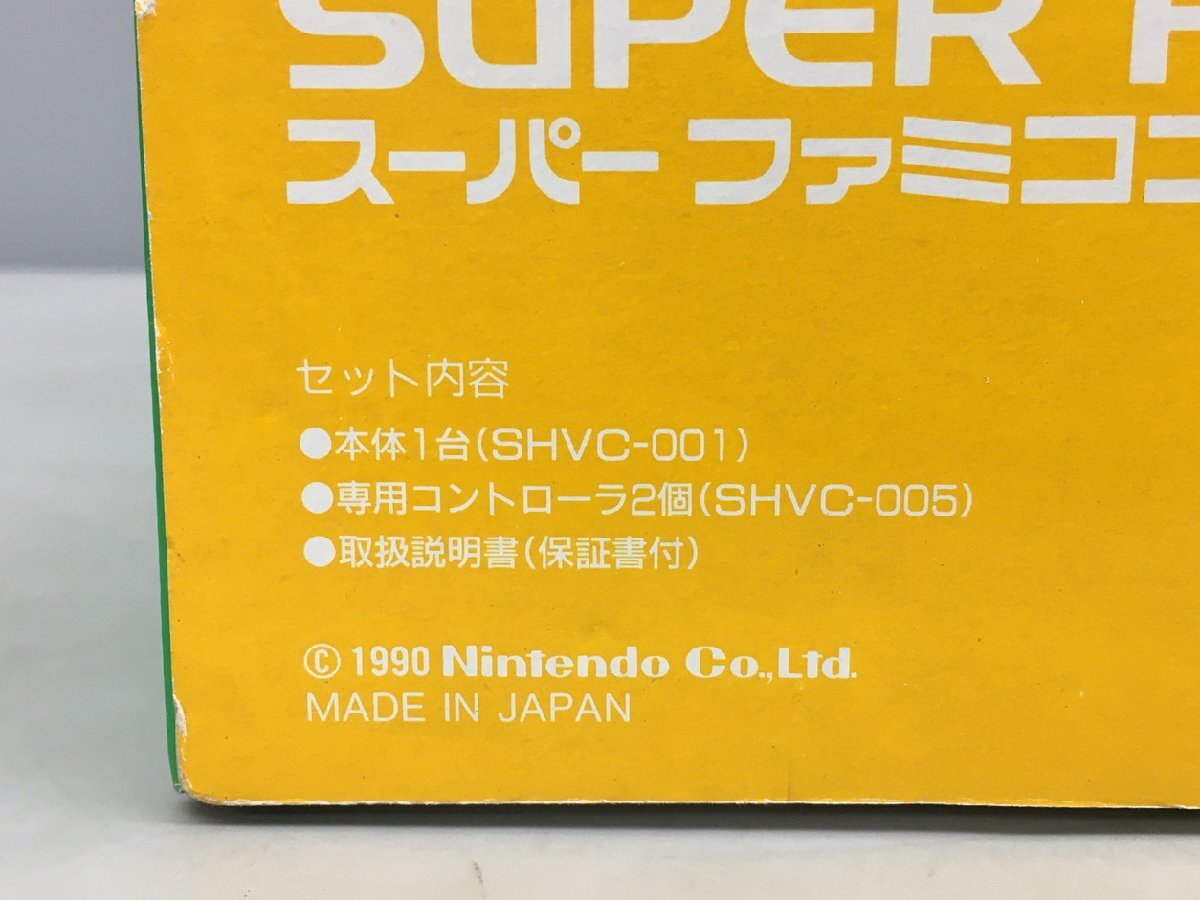 SUPER
スーパーファミコ
セット内容
●本体1台(SHVC-001)
●専用コントローラ2個(SHVC-005)
●取扱説明書(保証書付)
© 1990 Nintendo Co.,Ltd.
MADE IN JAPAN